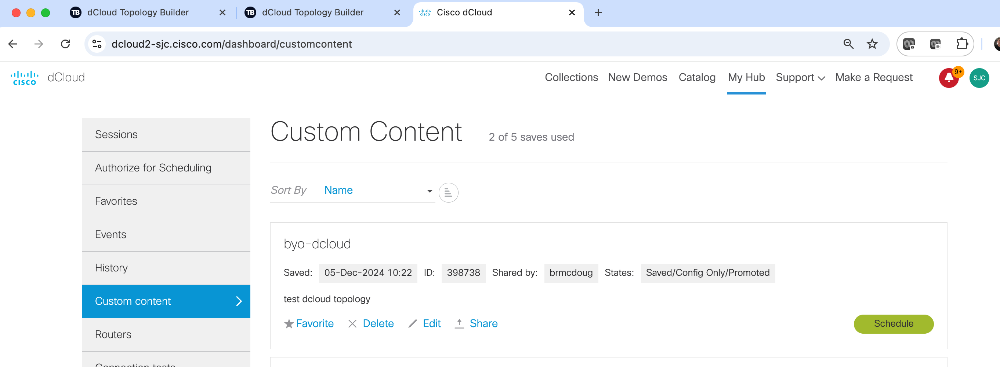 TB dCloud Topology Builder
TB dCloud Topology Builder
CISCO Cisco dCloud
dcloud2-sjc.cisco.com/dashboard/customcontent
CISCO dCloud Collections New Demos Catalog My Hub Support Make a Request 9+ SJC
Sessions
Authorize for Scheduling
Favorites
Events
History
Custom content
Routers
Connection tests
Custom Content 2 of 5 saves used
Sort By Name
byo-dcloud
Saved: 05-Dec-2024 10:22 ID: 398738 Shared by: brmcdoug States: Saved/Config Only/Promoted
test dcloud topology
Favorite Delete Edit Share Schedule